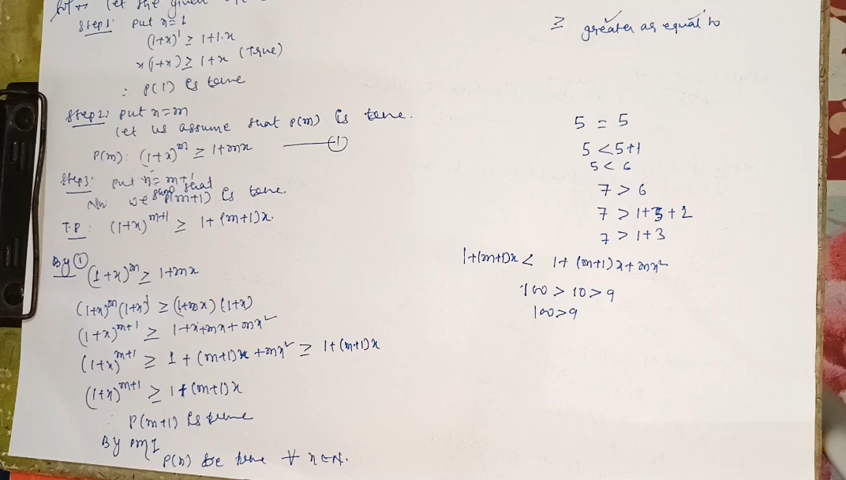 Let the given
Step1: Put n=1
(1+x)¹ ≥ 1+1·x
(1+x) ≥ 1+x (True)
∴ P(1) is true
Step2: Put n=m
Let us assume that P(m) is true.
P(m): (1+x)^m ≥ 1+mx ——①
Step3: Put n=m+1
Now we show that P(m+1) is true.
T.P: (1+x)^m+1 ≥ 1+(m+1)x.
By ① (1+x)^m ≥ 1+mx
(1+x)^m (1+x)¹ ≥ (1+mx) (1+x)
(1+x)^m+1 ≥ 1+x+mx+mx²
(1+x)^m+1 ≥ 1+(m+1)x+mx² ≥ 1+(m+1)x
(1+x)^m+1 ≥ 1+(m+1)x
∴ P(m+1) is true
By PMI
P(n) be true ∀ n∈N.
≥ greater as equal to
5 = 5
5 < 5+1
5 < 6
7 > 6
7 > 1+3+2
7 > 1+3
1+(m+1)x < 1+(m+1)x+mx²
100 > 10 > 9
100 > 9